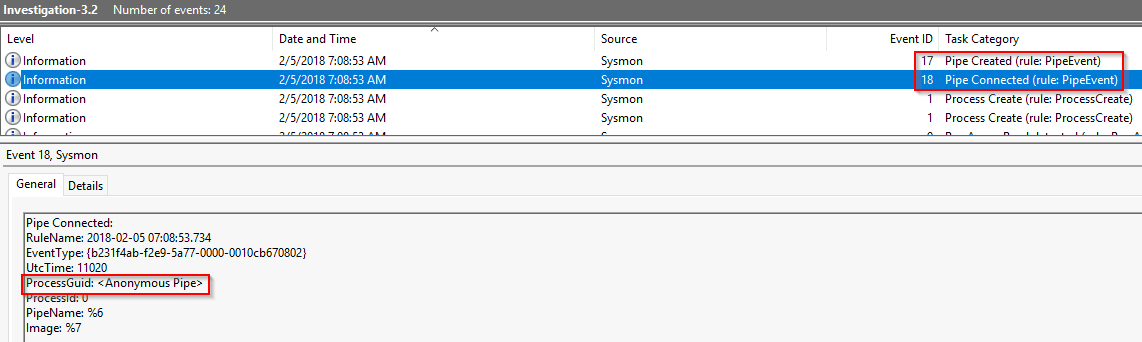 Investigation-3.2 Number of events: 24
Level Date and Time Source Event ID Task Category
Information 2/5/2018 7:08:53 AM Sysmon 17 Pipe Created (rule: PipeEvent)
Information 2/5/2018 7:08:53 AM Sysmon 18 Pipe Connected (rule: PipeEvent)
Information 2/5/2018 7:08:53 AM Sysmon 1 Process Create (rule: ProcessCreate)
Information 2/5/2018 7:08:53 AM Sysmon 1 Process Create (rule: ProcessCreate)
Event 18, Sysmon
General Details
Pipe Connected:
RuleName: 2018-02-05 07:08:53.734
EventType: {b231f4ab-f2e9-5a77-0000-0010cb670802}
UtcTime: 11020
ProcessGuid: <Anonymous Pipe>
ProcessId: 0
PipeName: %6
Image: %7